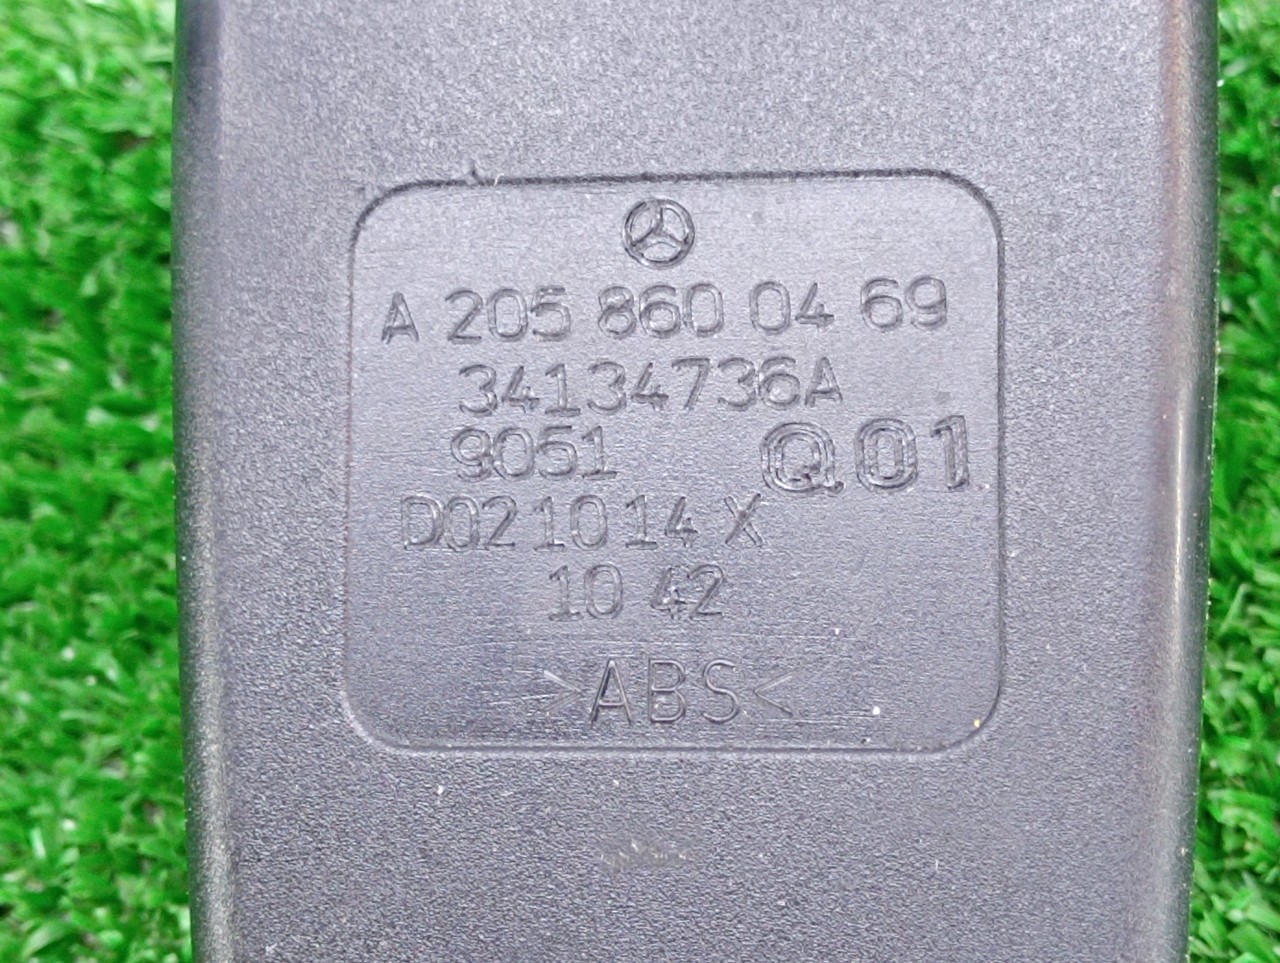 A 205 860 04 69
34134736A
9051 Q01
D021014 X
10 42
>ABS<